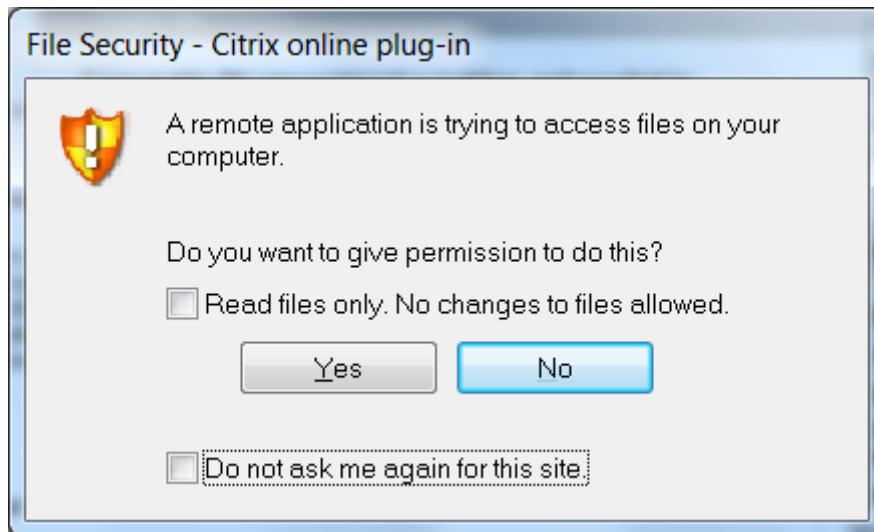 File Security - Citrix online plug-in
A remote application is trying to access files on your
computer.
Do you want to give permission to do this?
Read files only. No changes to files allowed.
Yes
No
Do not ask me again for this site.